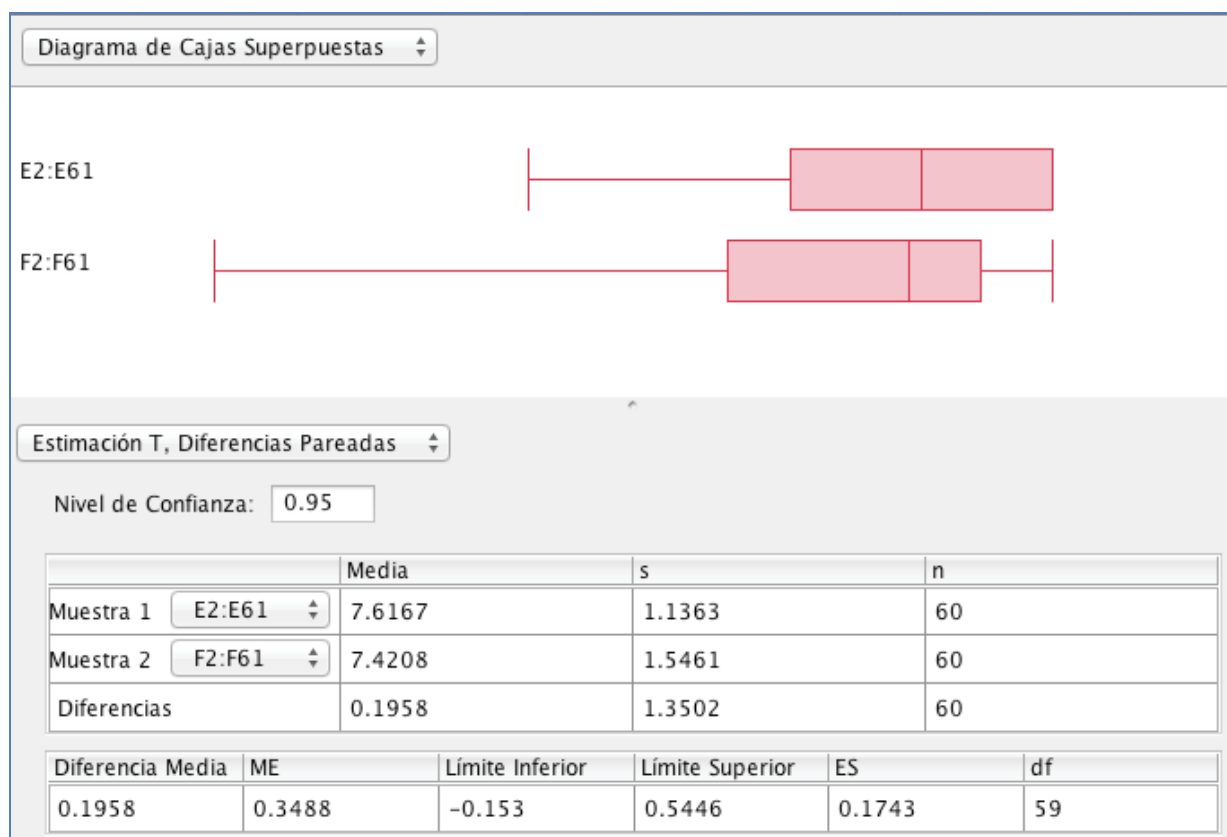 Diagrama de Cajas Superpuestas
E2:E61
F2:F61
Estimación T, Diferencias Pareadas
Nivel de Confianza: 0.95
Media s n
Muestra 1 E2:E61 7.6167 1.1363 60
Muestra 2 F2:F61 7.4208 1.5461 60
Diferencias 0.1958 1.3502 60
Diferencia Media ME Límite Inferior Límite Superior ES df
0.1958 0.3488 -0.153 0.5446 0.1743 59